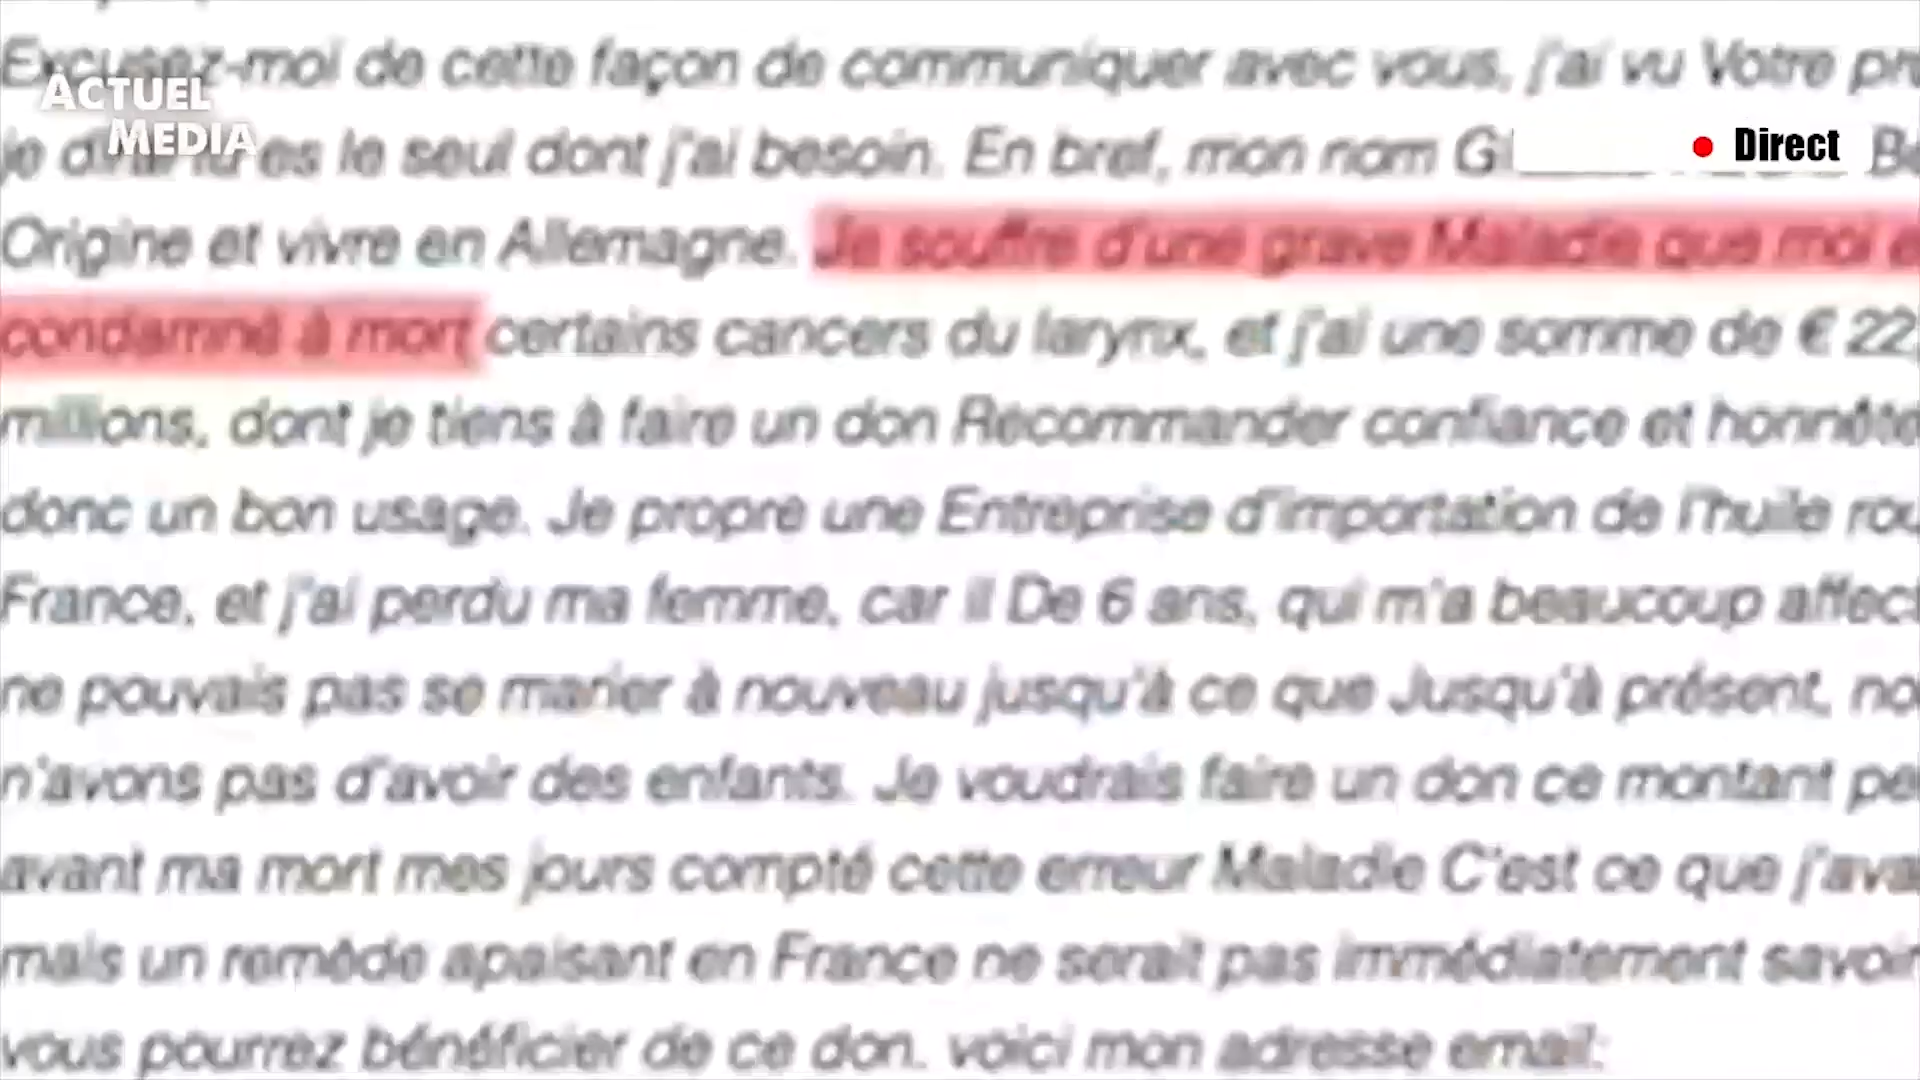 Excusez-moi de cette façon de communiquer avec vous, j'ai vu Votre pr
ACTUEL
MEDIA
je es le seul dont j'ai besoin. En bref, mon nom G
Direct
Origine et vivre en Allemagne. Je souffre d'une grave Maladie que moi e
condamné à mort certains cancers du larynx, et j'ai une somme de € 22,
millions, dont je tiens à faire un don Recommander confiance et honnête
donc un bon usage. Je propre une Entreprise d'importation de l'huile rou
France, et j'ai perdu ma femme, car il De 6 ans, qui m'a beaucoup affect
ne pouvais pas se marier à nouveau jusqu'à ce que Jusqu'à présent, no
n'avons pas d'avoir des enfants. Je voudrais faire un don ce montant pe
avant ma mort mes jours compté cette erreur Maladie C'est ce que j'ava
mais un remède apaisant en France ne serait pas immédiatement savoir
vous pourrez bénéficier de ce don. voici mon adresse email: